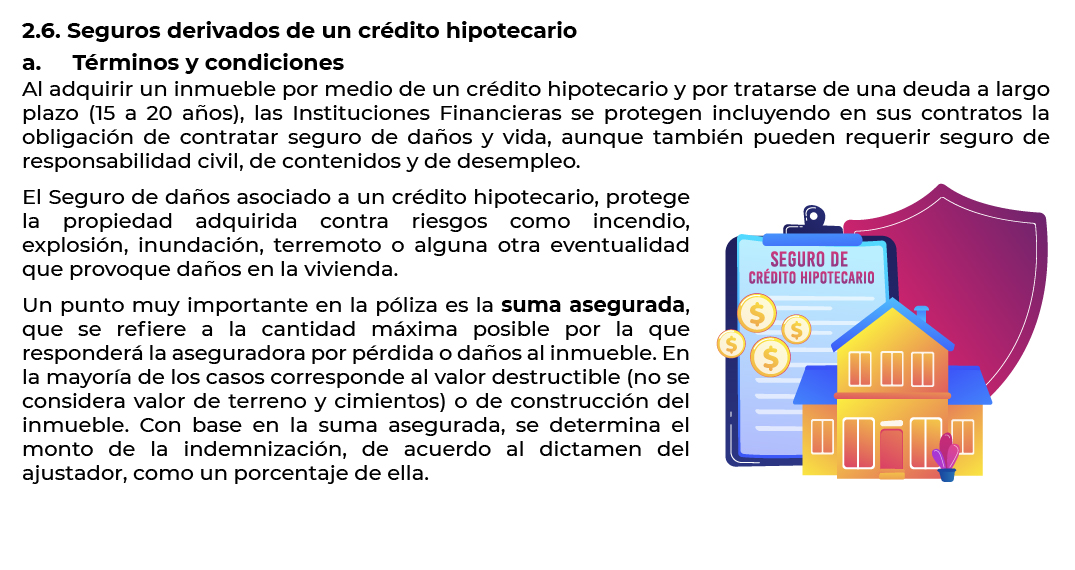 2.6. Seguros derivados de un crédito hipotecario
a. Términos y condiciones
Al adquirir un inmueble por medio de un crédito hipotecario y por tratarse de una deuda a largo
plazo (15 a 20 años), las Instituciones Financieras se protegen incluyendo en sus contratos la
obligación de contratar seguro de daños y vida, aunque también pueden requerir seguro de
responsabilidad civil, de contenidos y de desempleo.
El Seguro de daños asociado a un crédito hipotecario, protege
la propiedad adquirida contra riesgos como incendio,
explosión, inundación, terremoto o alguna otra eventualidad
que provoque daños en la vivienda.
Un punto muy importante en la póliza es la suma asegurada,
que se refiere a la cantidad máxima posible por la que
responderá la aseguradora por pérdida o daños al inmueble. En
la mayoría de los casos corresponde al valor destructible (no se
considera valor de terreno y cimientos) o de construcción del
inmueble. Con base en la suma asegurada, se determina el
monto de la indemnización, de acuerdo al dictamen del
ajustador, como un porcentaje de ella.
SEGURO DE
CRÉDITO HIPOTECARIO
$
$
$
$